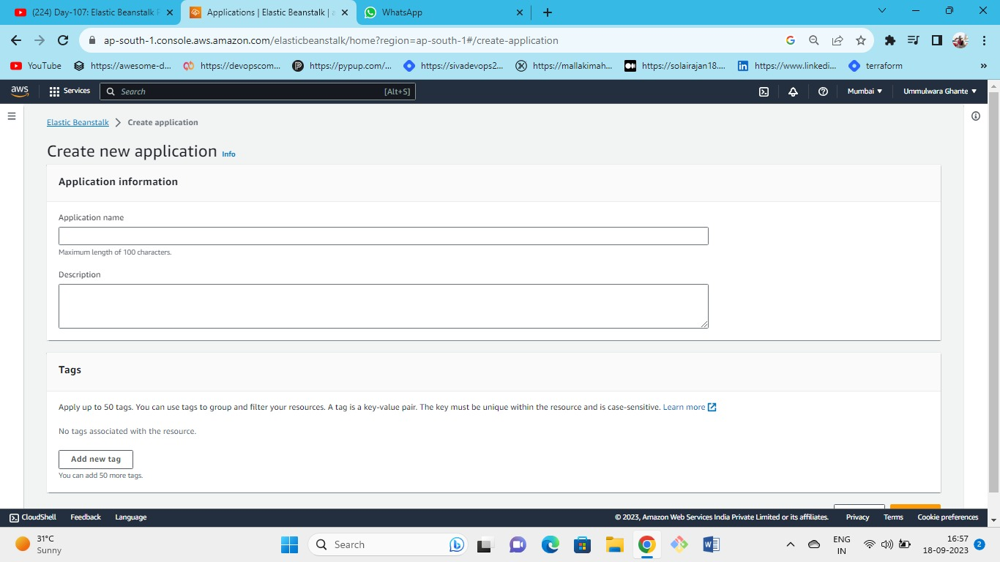 (224) Day-107: Elastic Beanstalk
Applications | Elastic Beanstalk |
WhatsApp
ap-south-1.console.aws.amazon.com/elasticbeanstalk/home?region=ap-south-1#/create-application
YouTube
https://awesome-d...
https://devopscom...
https://pypup.com/...
https://sivadevops2...
https://mallakimah...
https://solairajan18....
https://www.linkedi...
terraform
»
aws
Services
Search
[Alt+S]
Mumbai
Ummulwara Ghante
Elastic Beanstalk > Create application
Create new application Info
Application information
Application name
Maximum length of 100 characters.
Description
Tags
Apply up to 50 tags. You can use tags to group and filter your resources. A tag is a key-value pair. The key must be unique within the resource and is case-sensitive. Learn more
No tags associated with the resource.
Add new tag
You can add 50 more tags.
CloudShell
Feedback
Language
© 2023, Amazon Web Services India Private Limited or its affiliates.
Privacy
Terms
Cookie preferences
31°C
Sunny
Search
ENG
IN
16:57
18-09-2023
2